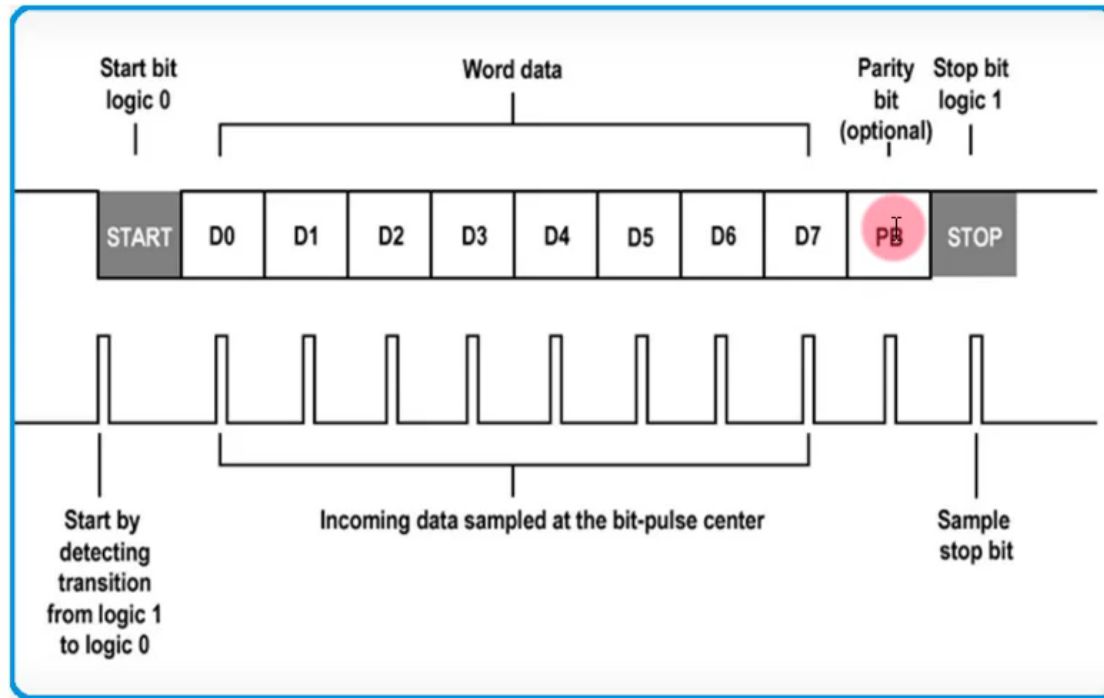 Start bit
logic 0
Word data
Parity
bit
(optional)
Stop bit
logic 1
START D0 D1 D2 D3 D4 D5 D6 D7 PB STOP
Start by
detecting
transition
from logic 1
to logic 0
Incoming data sampled at the bit-pulse center
Sample
stop bit